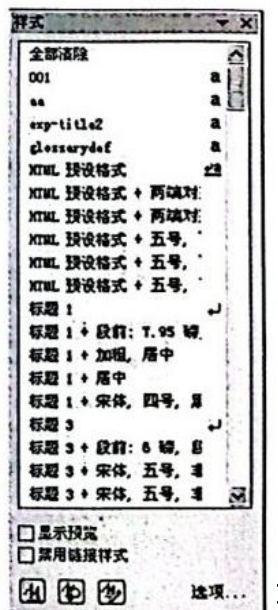 样式
全部清除
001 a
aa a
exp-title2 a
glossarydef a
HTML 预设格式
HTML 预设格式 + 两端对
HTML 预设格式 + 两端对
HTML 预设格式 + 五号,
HTML 预设格式 + 五号,
HTML 预设格式 + 五号,
标题 1
标题 1 + 段前: 7.95 磅,
标题 1 + 加粗, 居中
标题 1 + 居中
标题 1 + 宋体, 四号,
标题 3
标题 3 + 段前: 6 磅,
标题 3 + 宋体, 五号,
标题 3 + 宋体, 五号,
显示预览
禁用链接样式
选项...